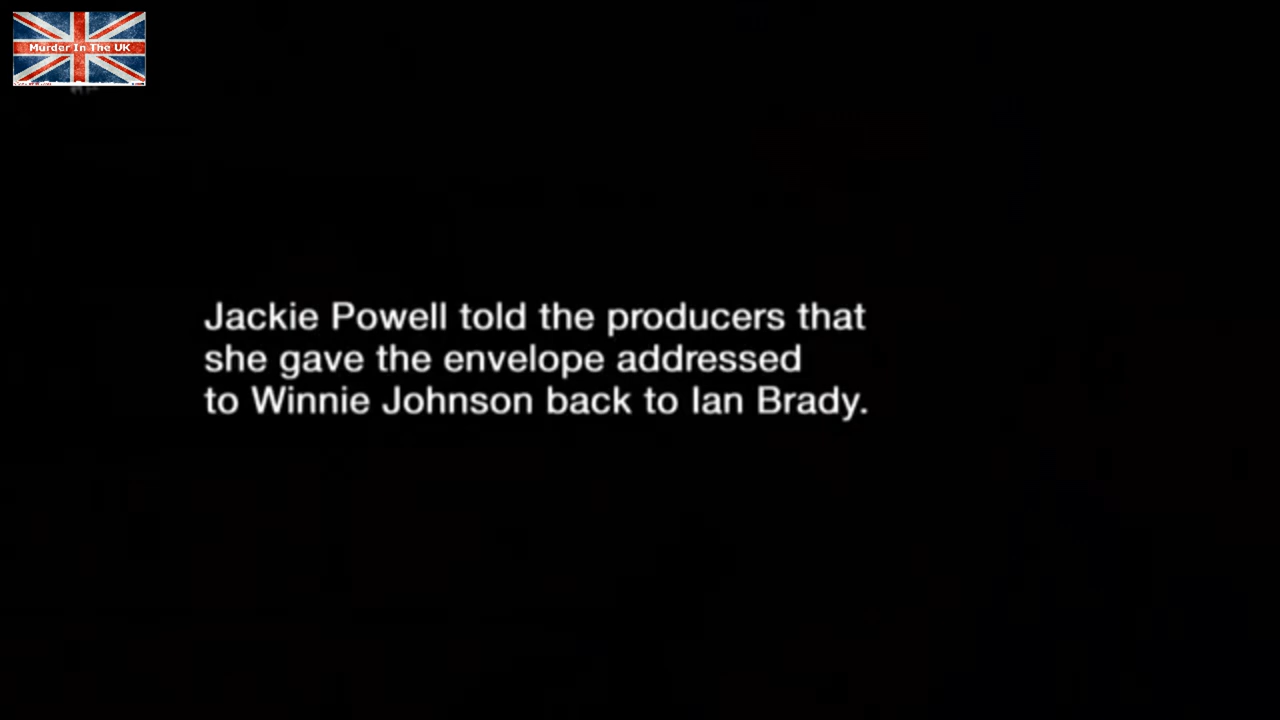 Murder In The UK
Jackie Powell told the producers that
she gave the envelope addressed
to Winnie Johnson back to Ian Brady.